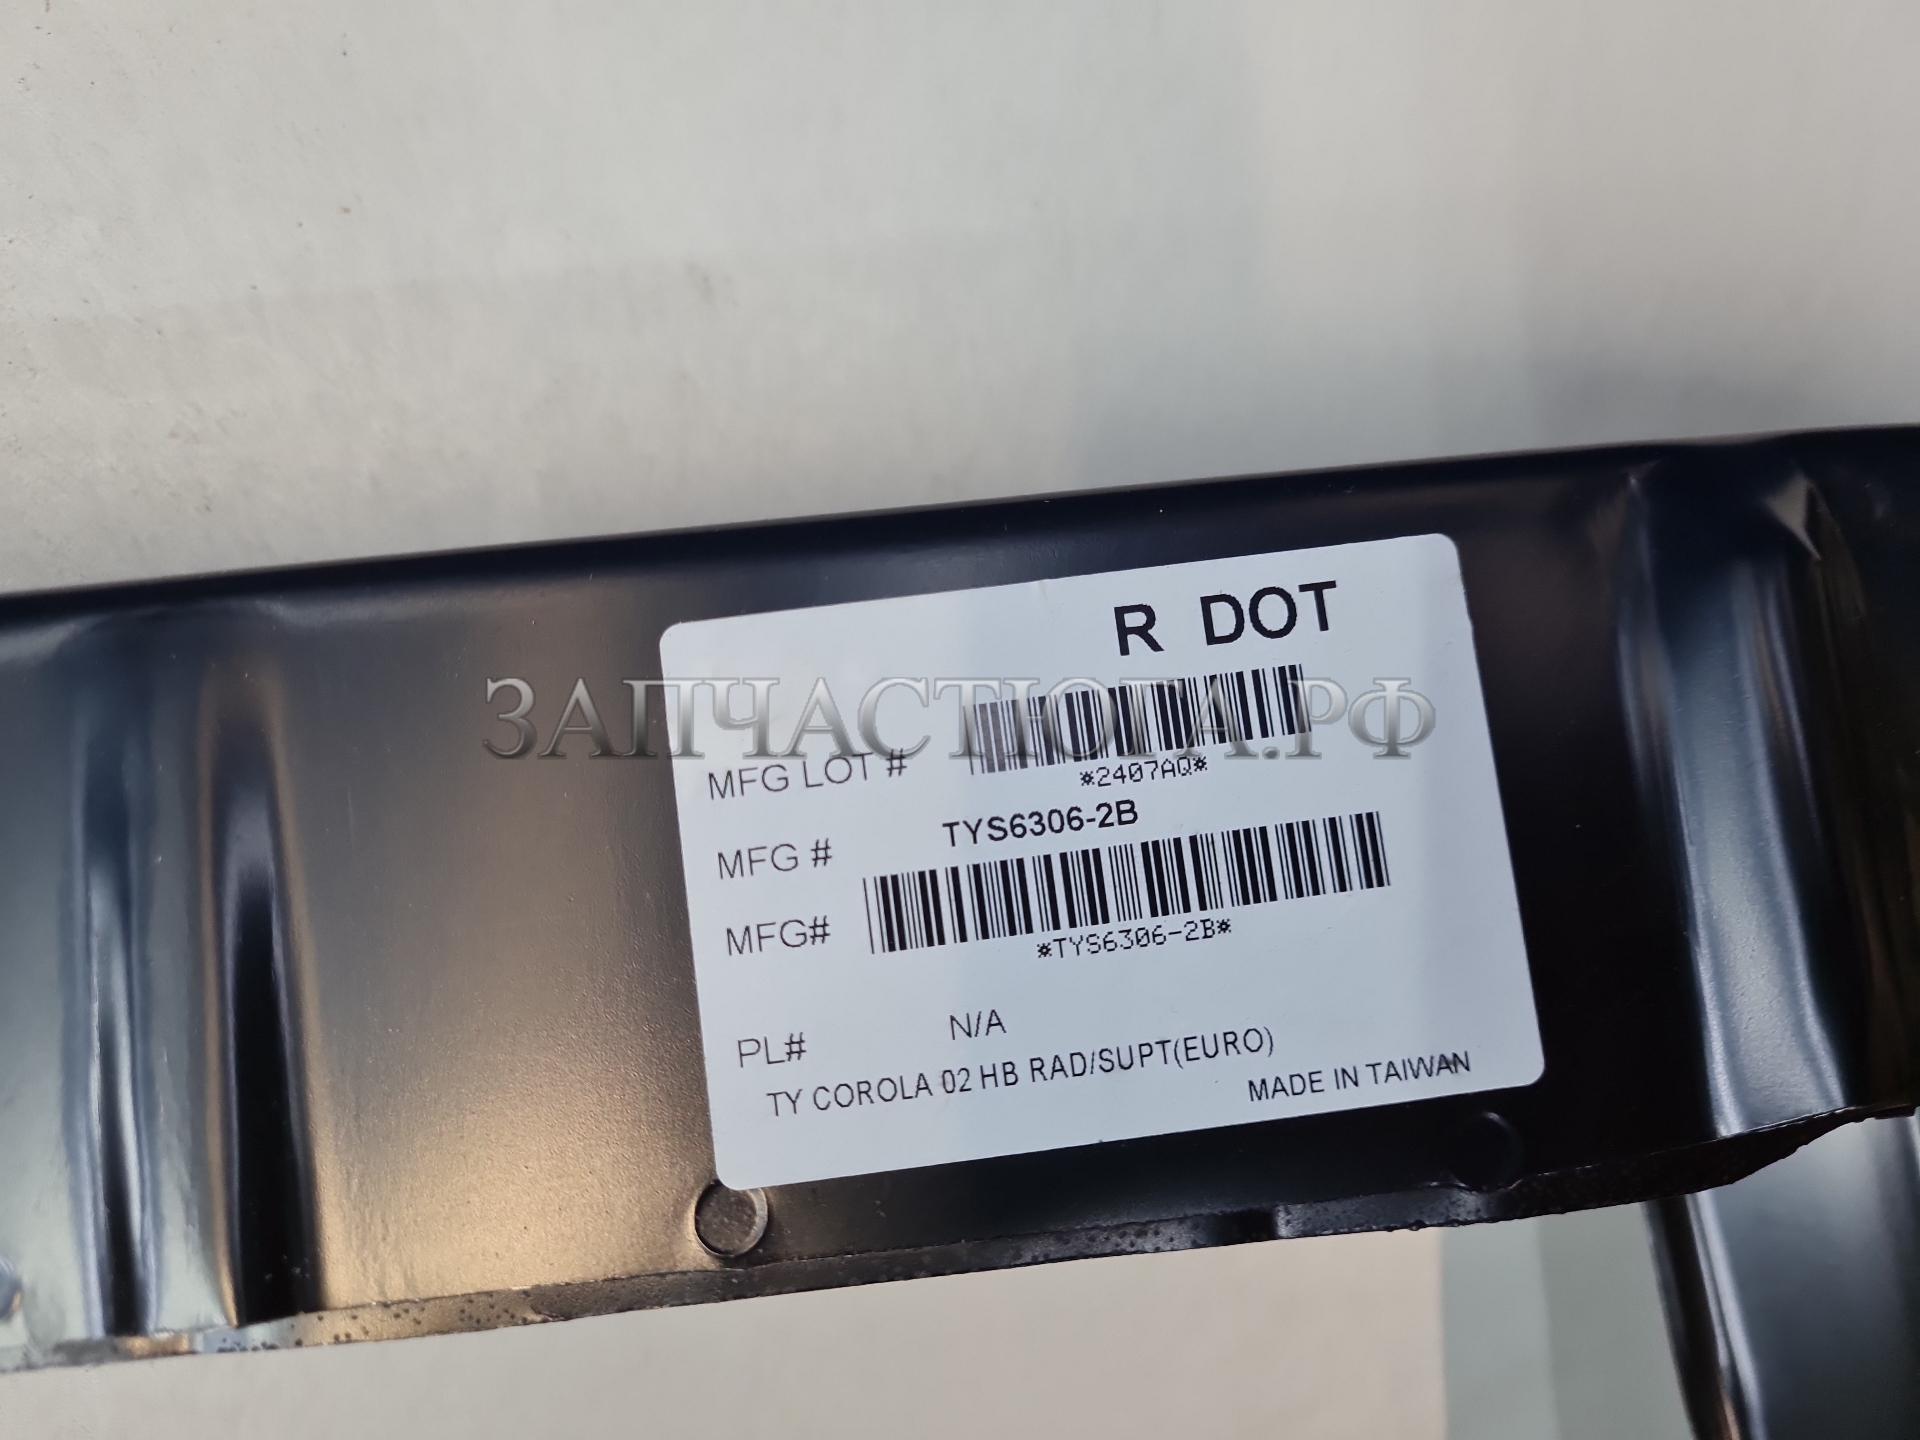 R DOT
ЗАПЧАСТЮГА.РФ
MFG LOT #
*2407AQ*
MFG # TYS6306-2B
MFG#
*TYS6306-2B*
PL# N/A
TY COROLA 02 HB RAD/SUPT(EURO)
MADE IN TAIWAN